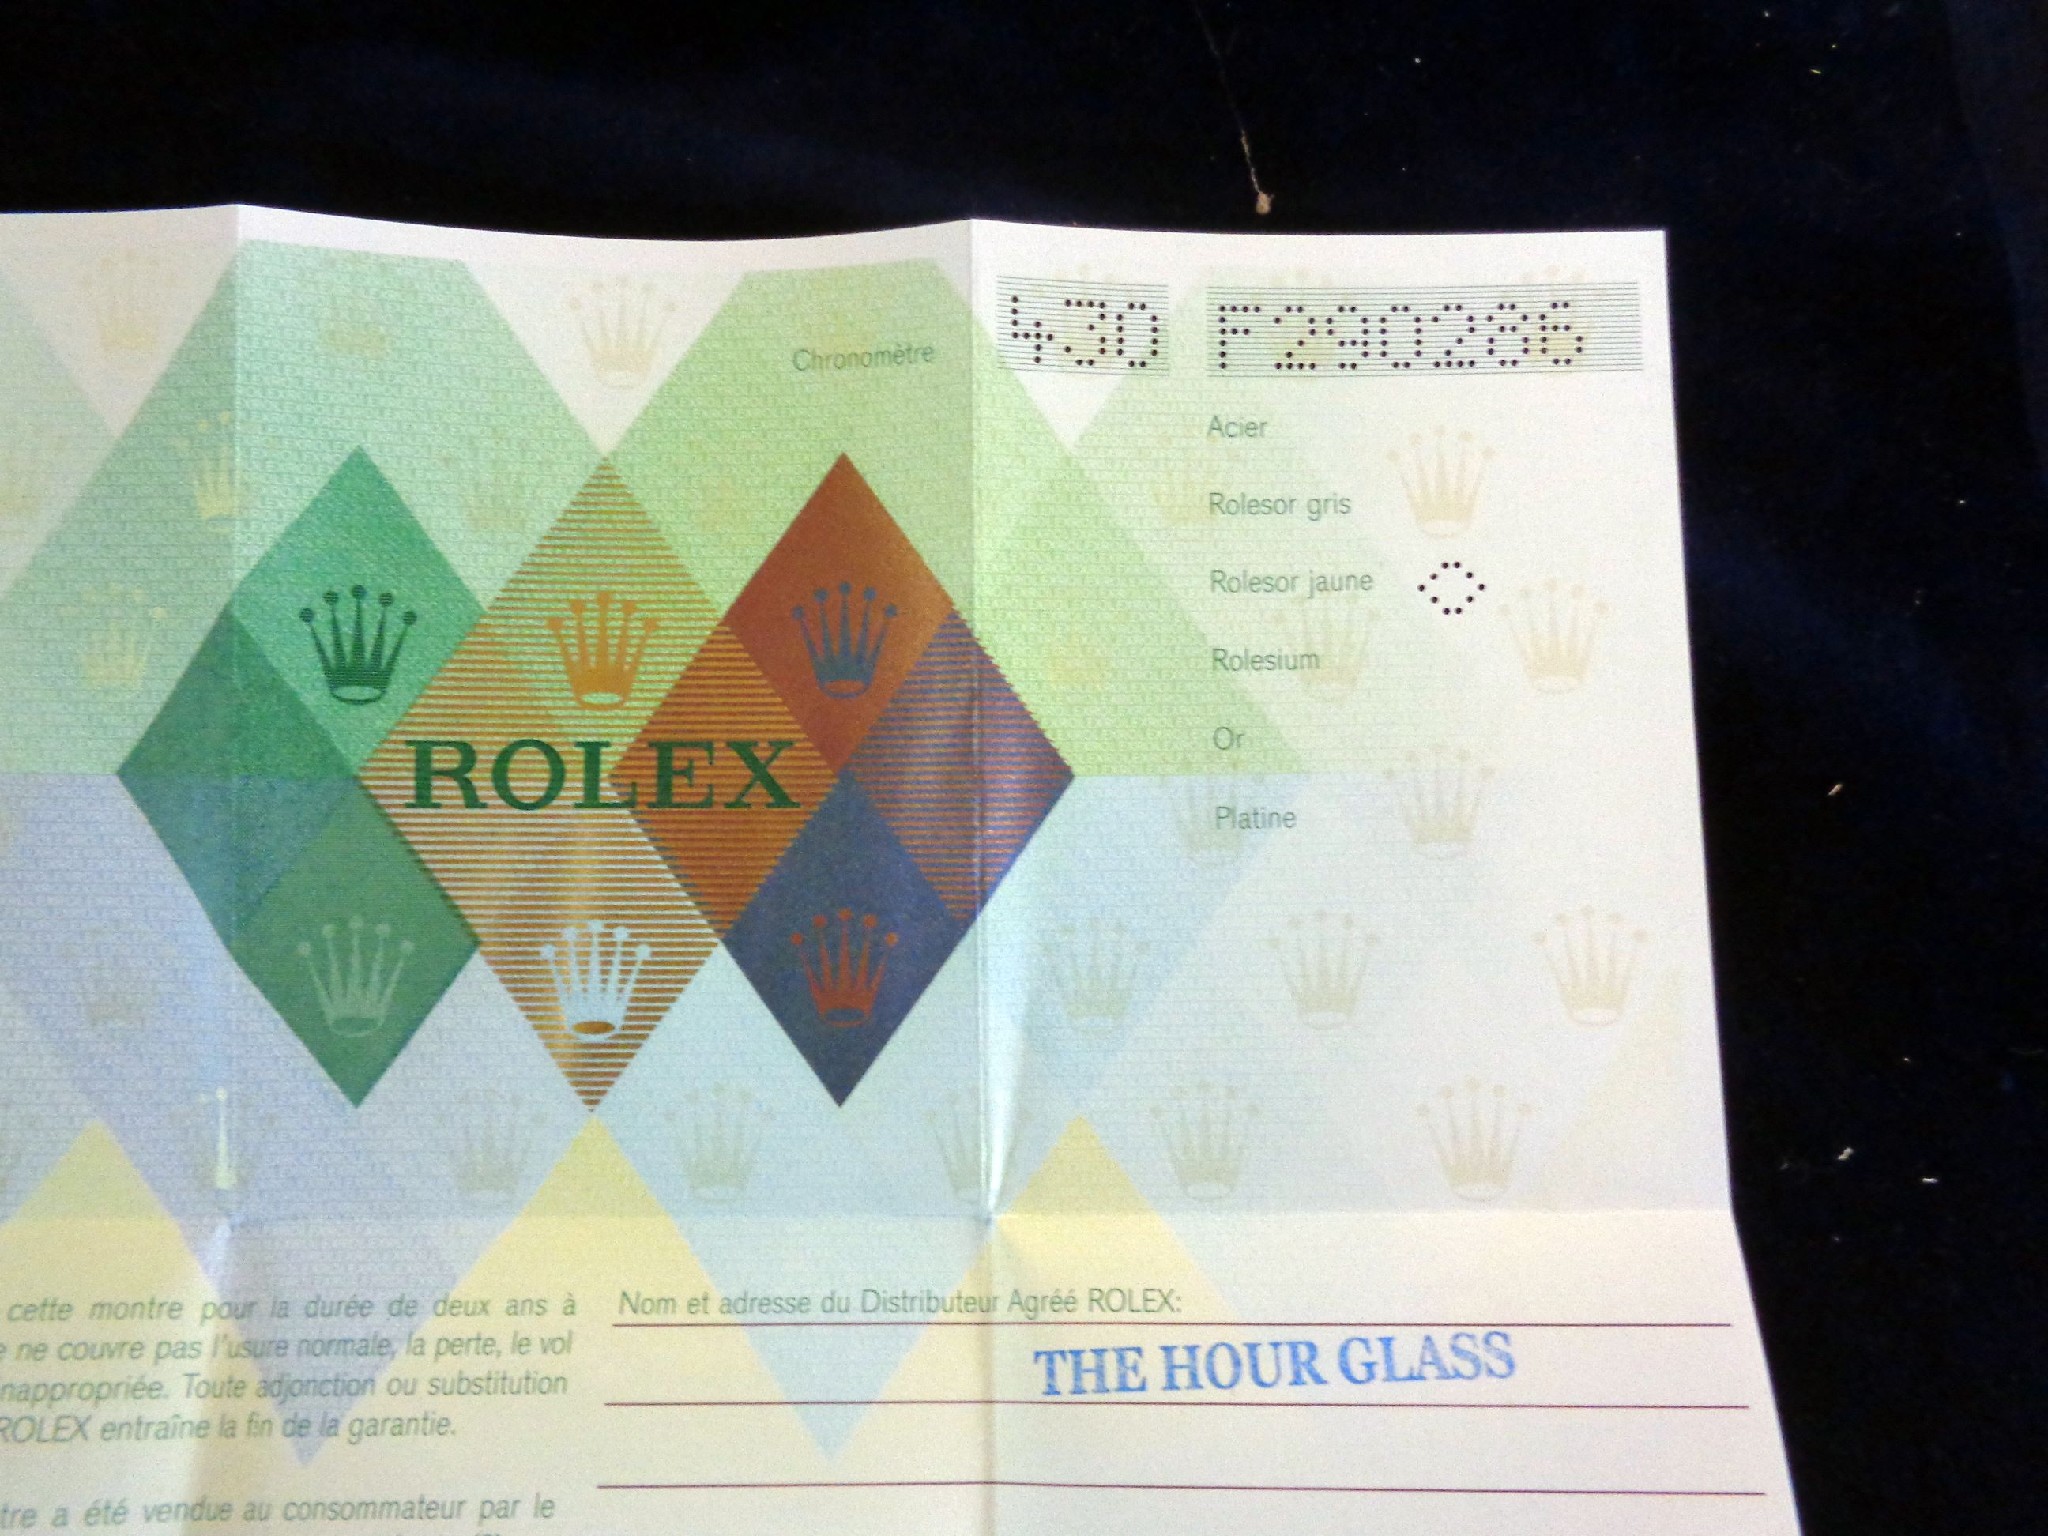 430 F290286
Chronomètre
Acier
Rolesor gris
Rolesor jaune
Rolesium
Or
Platine
ROLEX
cette montre pour la durée de deux ans à
ne couvre pas l'usure normale, la perte, le vol
nappropriée. Toute adjonction ou substitution
ROLEX entraîne la fin de la garantie.
tre a été vendue au consommateur par le
Nom et adresse du Distributeur Agréé ROLEX:
THE HOUR GLASS